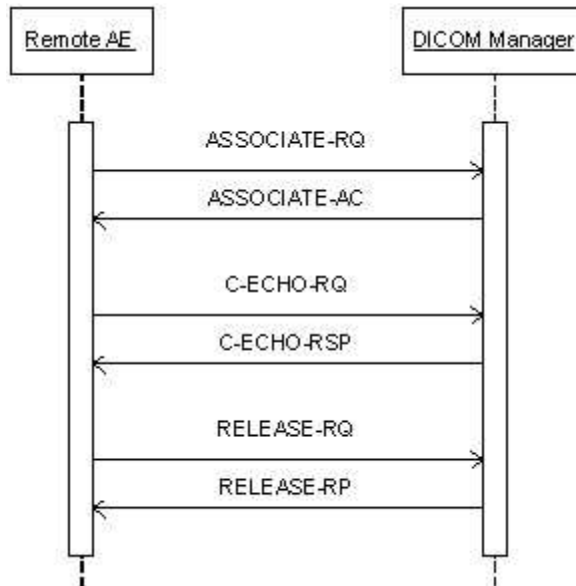 Remote AE
DICOM Manager
ASSOCIATE-RQ
ASSOCIATE-AC
C-ECHO-RQ
C-ECHO-RSP
RELEASE-RQ
RELEASE-RP